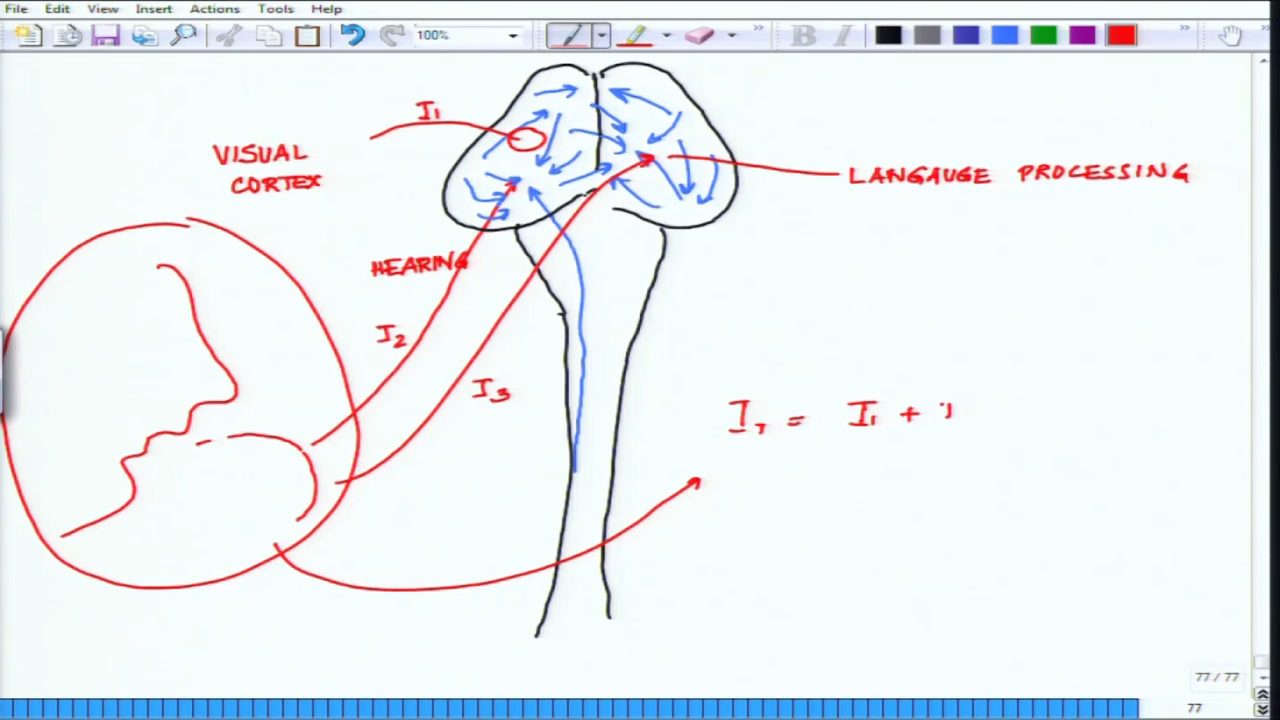 File Edit View Insert Actions Tools Help
100%
B I
I1
VISUAL
CORTEX
LANGAUGE PROCESSING
HEARING
I2
I3
I, = I1 +
77 / 77
77